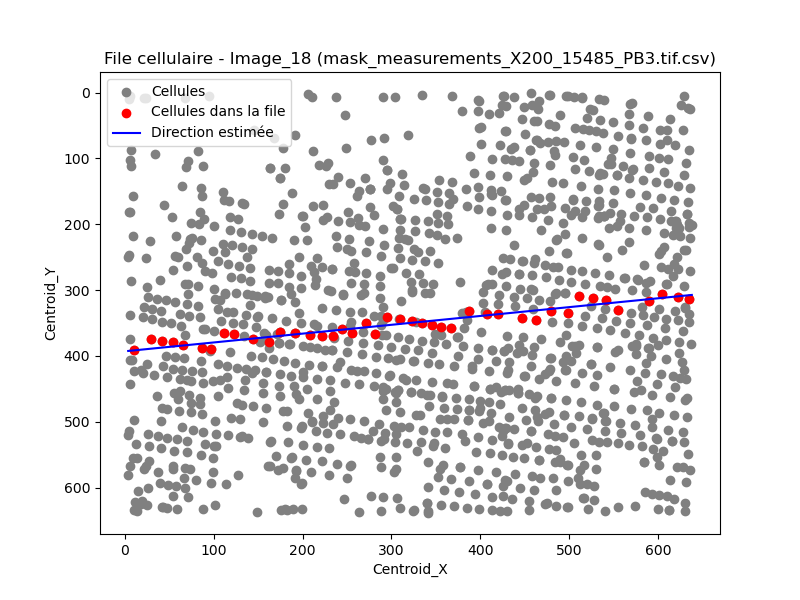 File cellulaire - Image_18 (mask_measurements_X200_15485_PB3.tif.csv)
Cellules
Cellules dans la file
Direction estimée
Centroid_Y
0
100
200
300
400
500
600
0 100 200 300 400 500 600
Centroid_X